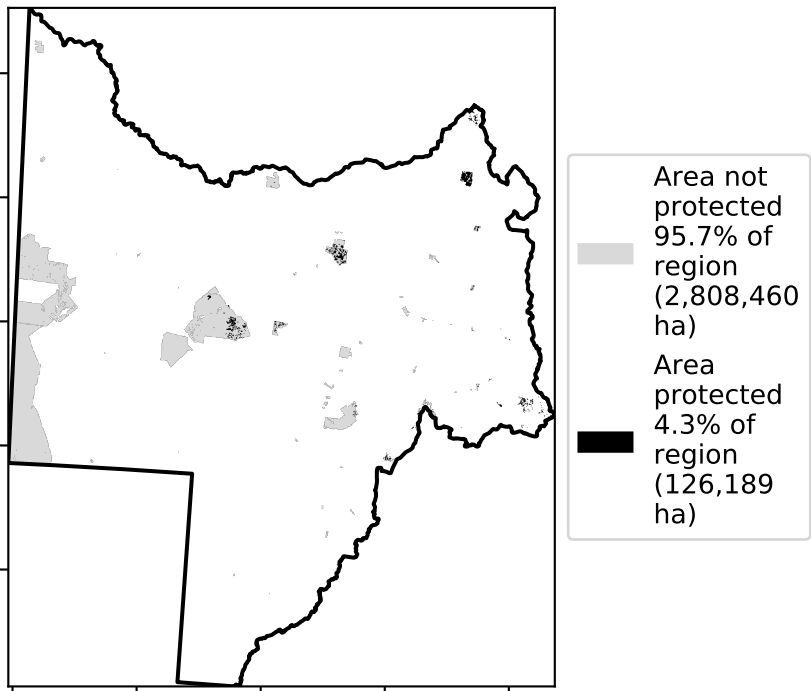 Area not
protected
95.7% of
region
(2,808,460
ha)
Area
protected
4.3% of
region
(126,189
ha)